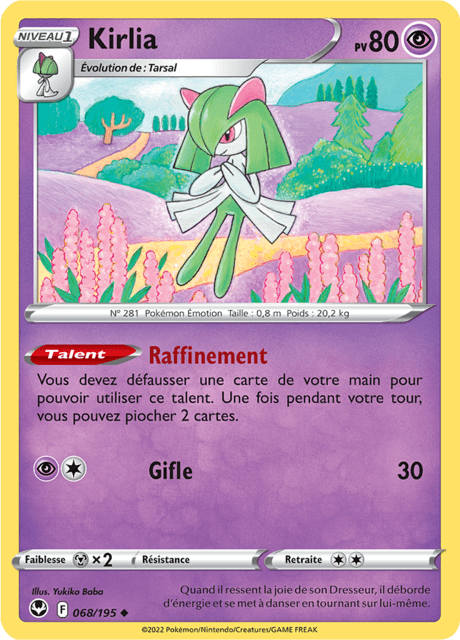 NIVEAU 1
Kirlia
PV 80
Évolution de : Tarsal
N° 281 Pokémon Émotion Taille : 0,8 m Poids : 20,2 kg
Talent Raffinement
Vous devez défausser une carte de votre main pour
pouvoir utiliser ce talent. Une fois pendant votre tour,
vous pouvez piocher 2 cartes.
Gifle 30
Faiblesse ×2 Résistance Retraite
Illus. Yukiko Baba
Quand il ressent la joie de son Dresseur, il déborde
d'énergie et se met à danser en tournant sur lui-même.
F 068/195
©2022 Pokémon/Nintendo/Creatures/GAME FREAK